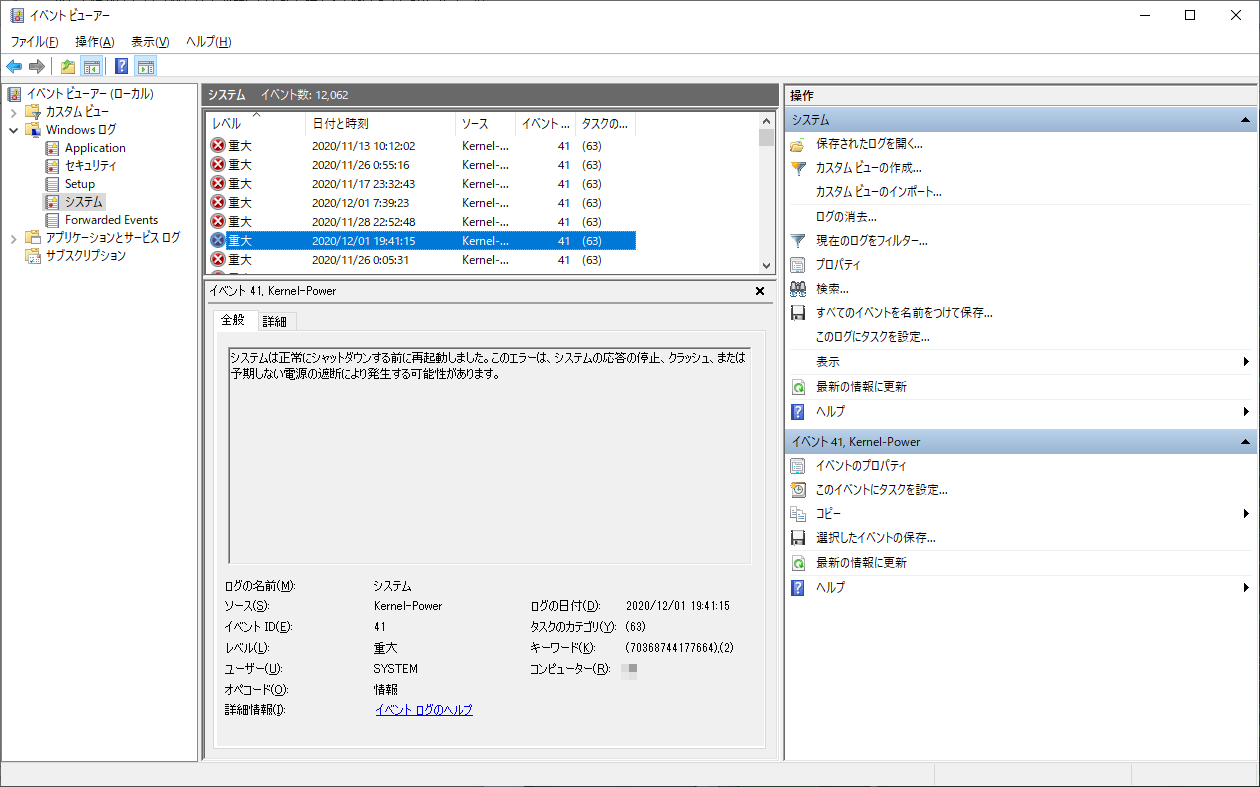 イベント ビューアー
ファイル(F) 操作(A) 表示(V) ヘルプ(H)
イベント ビューアー (ローカル)
カスタム ビュー
Windows ログ
Application
セキュリティ
Setup
システム
Forwarded Events
アプリケーションとサービス ログ
サブスクリプション
システム イベント数: 12,062
レベル 日付と時刻 ソース イベント ... タスクの...
重大 2020/11/13 10:12:02 Kernel-... 41 (63)
重大 2020/11/26 0:55:16 Kernel-... 41 (63)
重大 2020/11/17 23:32:43 Kernel-... 41 (63)
重大 2020/12/01 7:39:23 Kernel-... 41 (63)
重大 2020/11/28 22:52:48 Kernel-... 41 (63)
重大 2020/12/01 19:41:15 Kernel-... 41 (63)
重大 2020/11/26 0:05:31 Kernel-... 41 (63)
イベント 41, Kernel-Power
全般 詳細
システムは正常にシャットダウンする前に再起動しました。このエラーは、システムの応答の停止、クラッシュ、または
予期しない電源の遮断により発生する可能性があります。
ログの名前(M): システム
ソース(S): Kernel-Power ログの日付(D): 2020/12/01 19:41:15
イベント ID(E): 41 タスクのカテゴリ(Y): (63)
レベル(L): 重大 キーワード(K): (70368744177664),(2)
ユーザー(U): SYSTEM コンピューター(R):
オペコード(O): 情報
詳細情報(I): イベント ログのヘルプ
操作
システム
保存されたログを開く...
カスタム ビューの作成...
カスタム ビューのインポート...
ログの消去...
現在のログをフィルター...
プロパティ
検索...
すべてのイベントを名前をつけて保存...
このログにタスクを設定...
表示
最新の情報に更新
ヘルプ
イベント 41, Kernel-Power
イベントのプロパティ
このイベントにタスクを設定...
コピー
選択したイベントの保存...
最新の情報に更新
ヘルプ